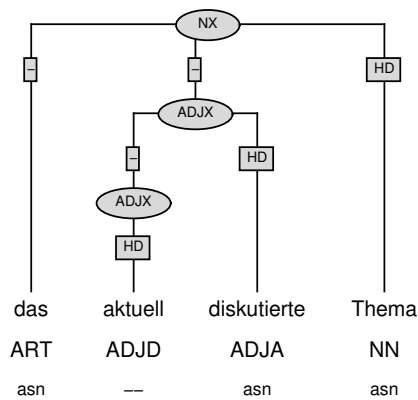 NX
– – HD
ADJX
– HD
ADJX
HD
das aktuell diskutierte Thema
ART ADJD ADJA NN
asn –– asn asn